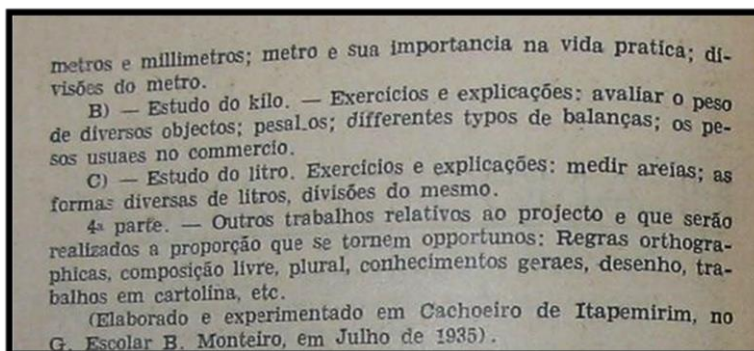 metros e millimetros; metro e sua importancia na vida pratica; di-
visões do metro.
B) — Estudo do kilo. — Exercicios e explicações: avaliar o peso
de diversos objectos; pesal.os; differentes typos de balanças; os pe-
sos usuaes no commercio.
C) — Estudo do litro. Exercicios e explicações: medir areias; as
formas diversas de litros, divisões do mesmo.
4ª parte. — Outros trabalhos relativos ao projecto e que serão
realizados a proporção que se tornem opportunos: Regras orthogra-
phicas, composição livre, plural, conhecimentos geraes, desenho, tra-
balhos em cartolina, etc.
(Elaborado e experimentado em Cachoeiro de Itapemirim, no
G. Escolar B. Monteiro, em Julho de 1935).